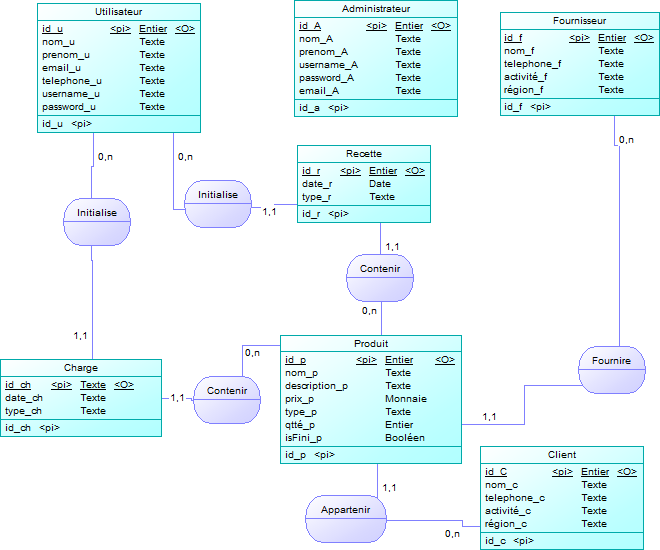 Utilisateur
id_u <pi> Entier <O>
nom_u Texte
prenom_u Texte
email_u Texte
telephone_u Texte
username_u Texte
password_u Texte
id_u <pi>
Administrateur
id_A <pi> Entier <O>
nom_A Texte
prenom_A Texte
username_A Texte
password_A Texte
email_A Texte
id_a <pi>
Fournisseur
id_f <pi> Entier <O>
nom_f Texte
telephone_f Texte
activité_f Texte
région_f Texte
id_f <pi>
0,n
0,n
0,n
Recette
id_r <pi> Entier <O>
date_r Date
type_r Texte
id_r <pi>
Initialise
1,1
Initialise
1,1
Contenir
0,n
1,1
0,n
Produit
id_p <pi> Entier <O>
nom_p Texte
description_p Texte
prix_p Monnaie
type_p Texte
qtté_p Entier
isFini_p Booléen
id_p <pi>
Fournire
1,1
Charge
id_ch <pi> Texte <O>
date_ch Texte
type_ch Texte
id_ch <pi>
1,1
Contenir
1,1
Appartenir
0,n
Client
id_C <pi> Entier <O>
nom_c Texte
telephone_c Texte
activité_c Texte
région_c Texte
id_c <pi>